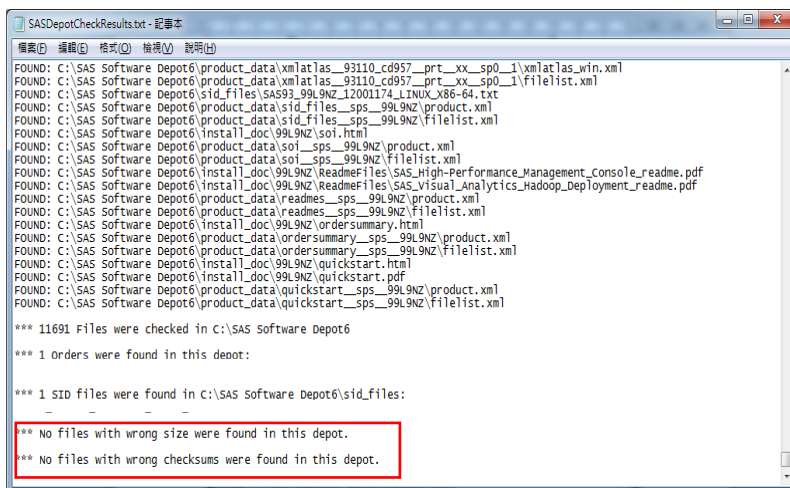 SASDepotCheckResults.txt - 記事本
檔案(F) 編輯(E) 格式(O) 檢視(V) 說明(H)
FOUND: C:\SAS Software Depot6\product_data\xmlatlas__93110_cd957__prt__xx__sp0__1\xmlatlas_win.xml
FOUND: C:\SAS Software Depot6\product_data\xmlatlas__93110_cd957__prt__xx__sp0__1\filelist.xml
FOUND: C:\SAS Software Depot6\sid_files\SAS93_99L9NZ_12001174_LINUX_X86-64.txt
FOUND: C:\SAS Software Depot6\product_data\sid_files__sps__99L9NZ\product.xml
FOUND: C:\SAS Software Depot6\product_data\sid_files__sps__99L9NZ\filelist.xml
FOUND: C:\SAS Software Depot6\install_doc\99L9NZ\soi.html
FOUND: C:\SAS Software Depot6\product_data\soi__sps__99L9NZ\product.xml
FOUND: C:\SAS Software Depot6\product_data\soi__sps__99L9NZ\filelist.xml
FOUND: C:\SAS Software Depot6\install_doc\99L9NZ\ReadmeFiles\SAS_High-Performance_Management_Console_readme.pdf
FOUND: C:\SAS Software Depot6\install_doc\99L9NZ\ReadmeFiles\SAS_Visual_Analytics_Hadoop_Deployment_readme.pdf
FOUND: C:\SAS Software Depot6\product_data\readmes__sps__99L9NZ\product.xml
FOUND: C:\SAS Software Depot6\product_data\readmes__sps__99L9NZ\filelist.xml
FOUND: C:\SAS Software Depot6\install_doc\99L9NZ\ordersummary.html
FOUND: C:\SAS Software Depot6\product_data\ordersummary__sps__99L9NZ\product.xml
FOUND: C:\SAS Software Depot6\product_data\ordersummary__sps__99L9NZ\filelist.xml
FOUND: C:\SAS Software Depot6\install_doc\99L9NZ\quickstart.html
FOUND: C:\SAS Software Depot6\install_doc\99L9NZ\quickstart.pdf
FOUND: C:\SAS Software Depot6\product_data\quickstart__sps__99L9NZ\product.xml
FOUND: C:\SAS Software Depot6\product_data\quickstart__sps__99L9NZ\filelist.xml
*** 11691 Files were checked in C:\SAS Software Depot6
*** 1 Orders were found in this depot:
*** 1 SID files were found in C:\SAS Software Depot6\sid_files:
*** No files with wrong size were found in this depot.
*** No files with wrong checksums were found in this depot.